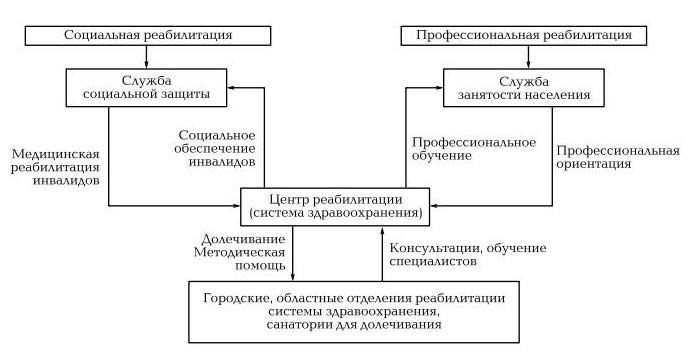 Социальная реабилитация
Профессиональная реабилитация
Служба
социальной защиты
Служба
занятости населения
Медицинская
реабилитация
инвалидов
Социальное
обеспечение
инвалидов
Профессиональное
обучение
Профессиональная
ориентация
Центр реабилитации
(система здравоохранения)
Долечивание
Методическая
помощь
Консультации, обучение
специалистов
Городские, областные отделения реабилитации
системы здравоохранения,
санатории для долечивания